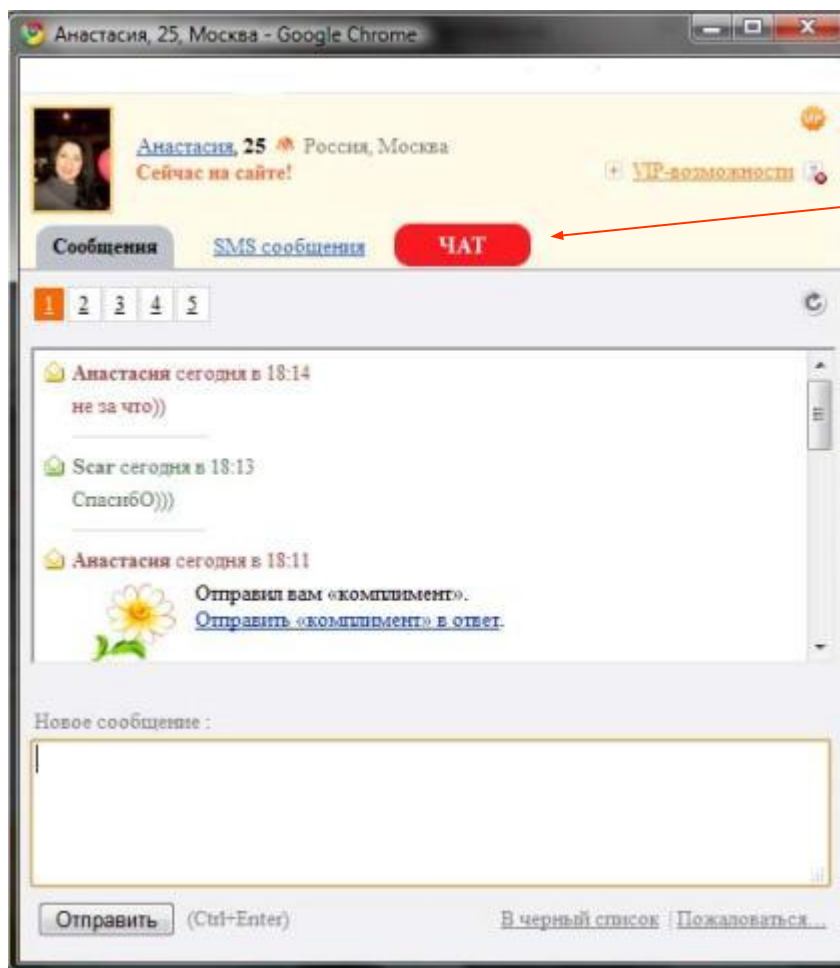 Анастасия, 25, Москва - Google Chrome
VIP
Анастасия, 25 Россия, Москва
Сейчас на сайте!
VIP-возможности
Сообщения SMS сообщения ЧАТ
1 2 3 4 5
Анастасия сегодня в 18:14
не за что))
Scar сегодня в 18:13
СпасибО)))
Анастасия сегодня в 18:11
Отправил вам «комплимент».
Отправить «комплимент» в ответ.
Новое сообщение :
Отправить (Ctrl+Enter) В черный список | Пожаловаться...